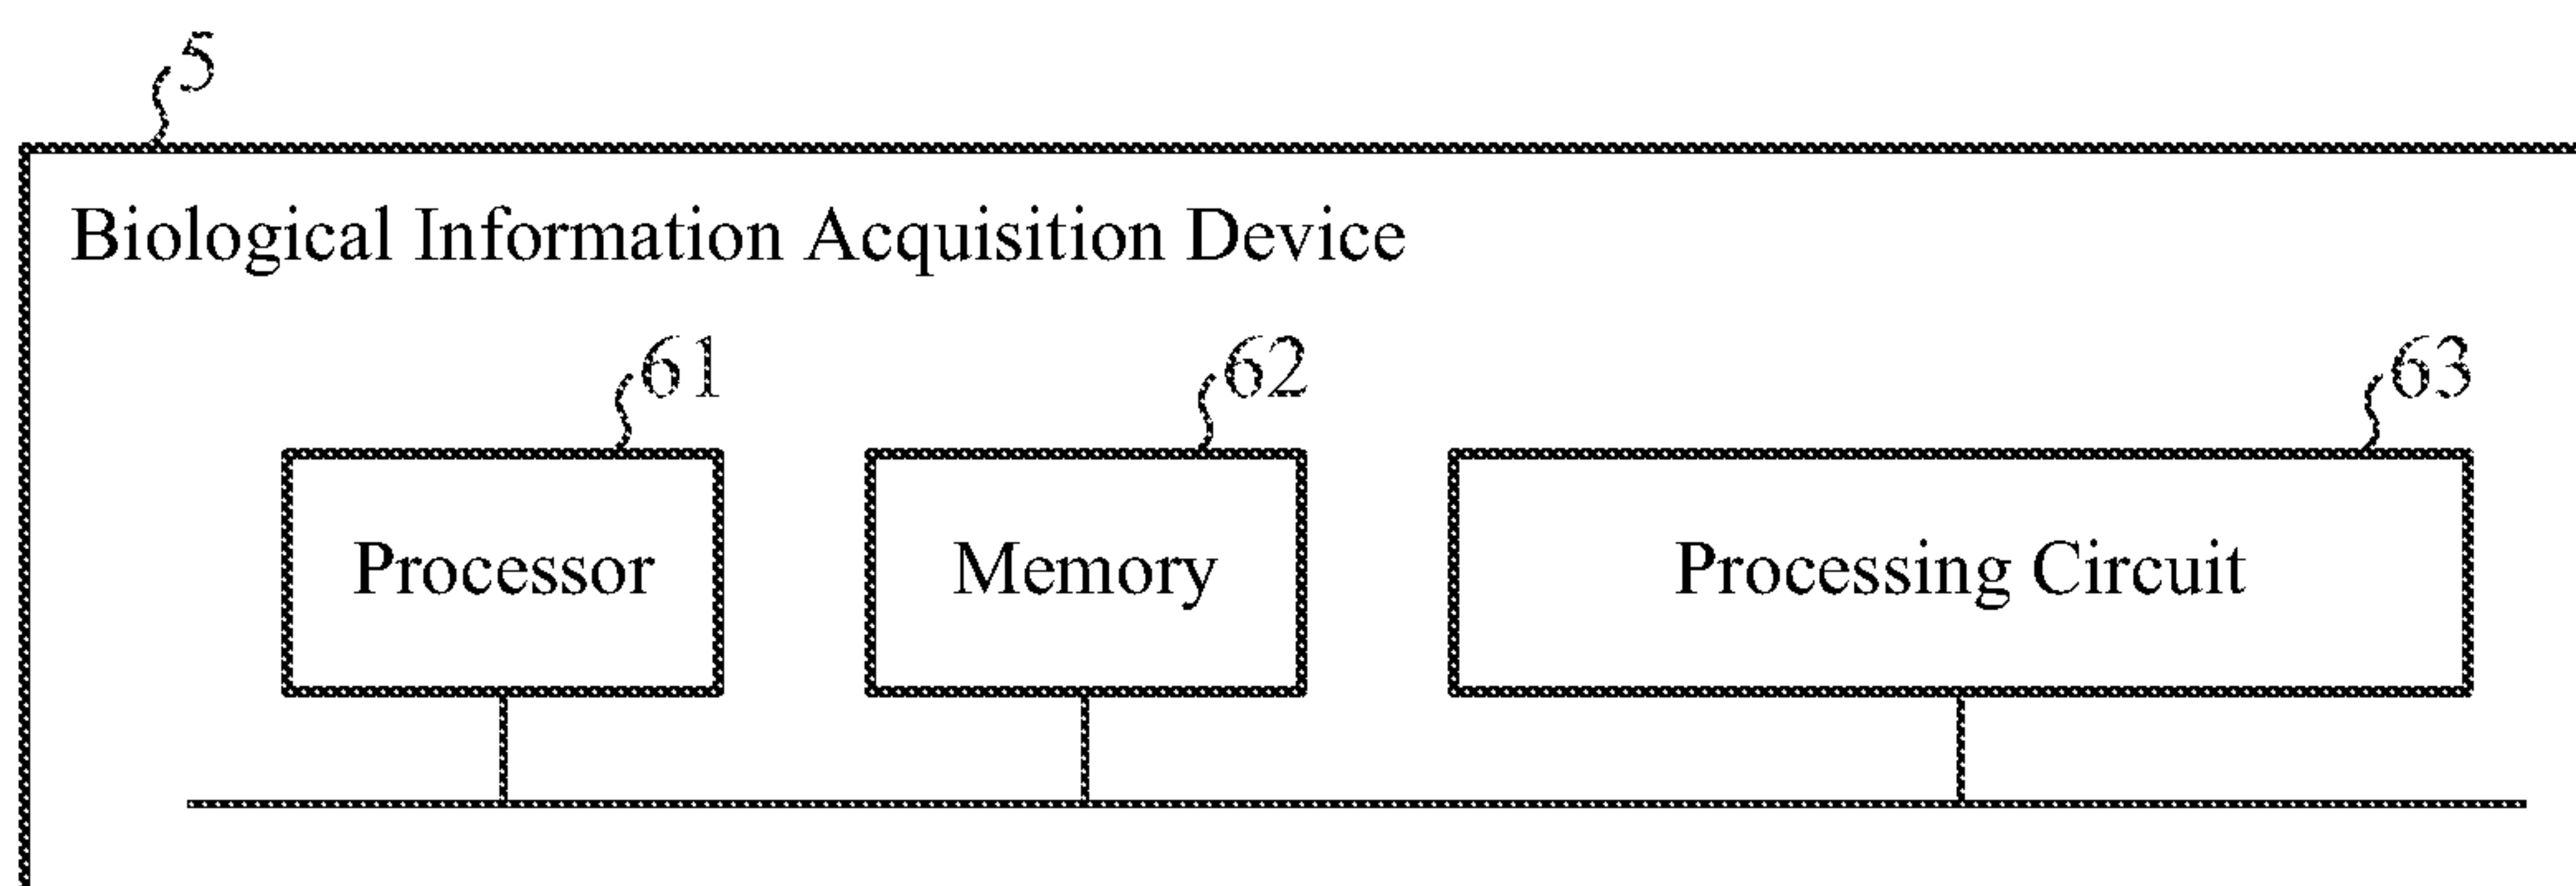 5
Biological Information Acquisition Device
61 62 63
Processor Memory Processing Circuit